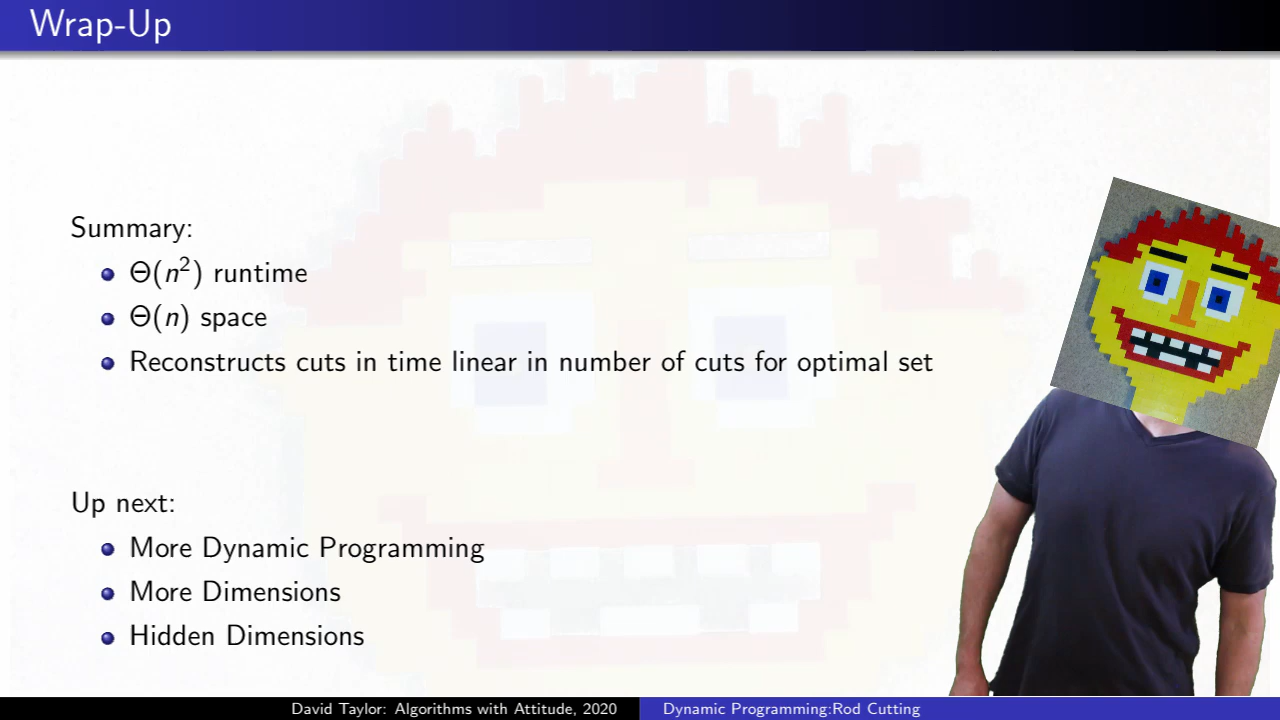 Wrap-Up
Summary:
Θ(n²) runtime
Θ(n) space
Reconstructs cuts in time linear in number of cuts for optimal set
Up next:
More Dynamic Programming
More Dimensions
Hidden Dimensions
David Taylor: Algorithms with Attitude, 2020 Dynamic Programming:Rod Cutting